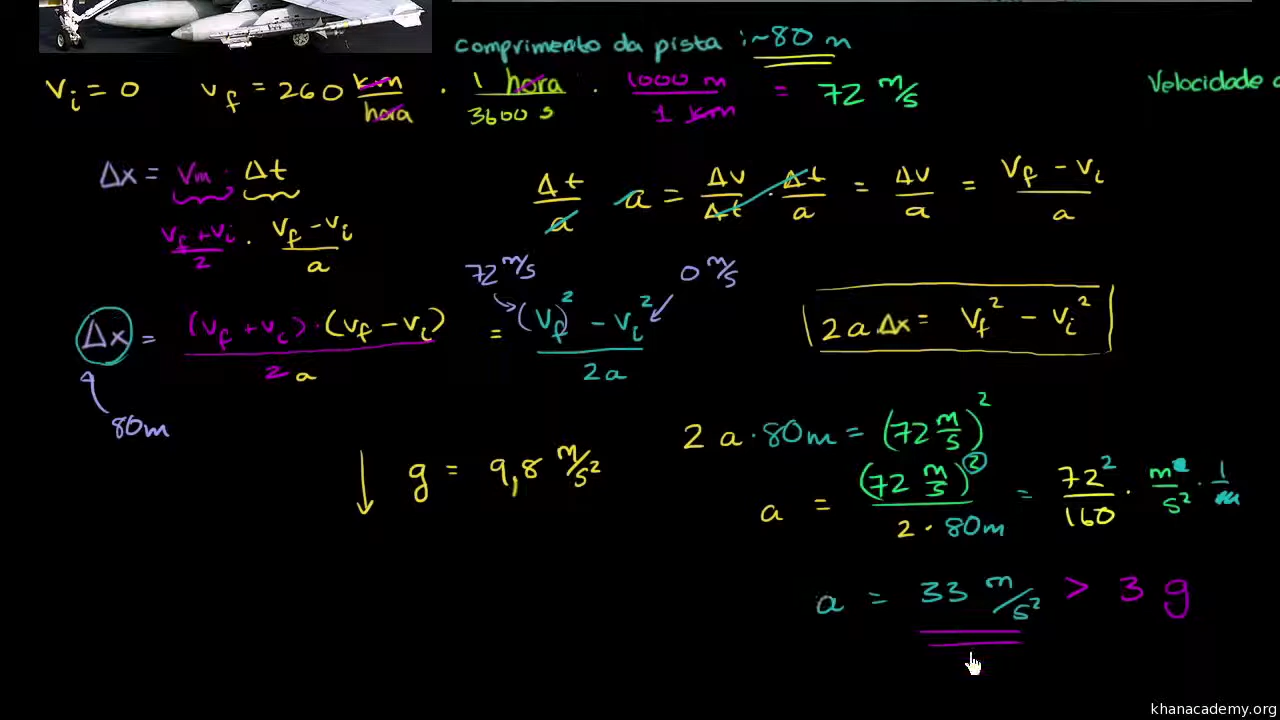 comprimento da pista : ~80 m
Vi = 0   Vf = 260 km/hora · 1 hora/3600 s · 1000 m/1 km = 72 m/s
Velocidade
Δx = Vm · Δt
Δt/a · a = Δv/Δt · Δt/a = Δv/a = (Vf - Vi)/a
(Vf + Vi)/2 · (Vf - Vi)/a
72 m/s   0 m/s
Δx = (Vf + Vi) · (Vf - Vi)/2a = (Vf)² - Vi²/2a
2a Δx = Vf² - Vi²
80m
2 a · 80m = (72 m/s)²
g = 9,8 m/s²
a = (72 m/s)²/2 · 80m = 72²/160 · m²/s² · 1/m
a = 33 m/s² > 3 g
khanacademy.org